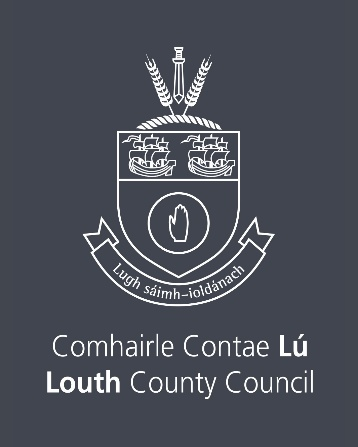 Lugh sáimh-ioldánach
Comhairle Contae Lú
Louth County Council